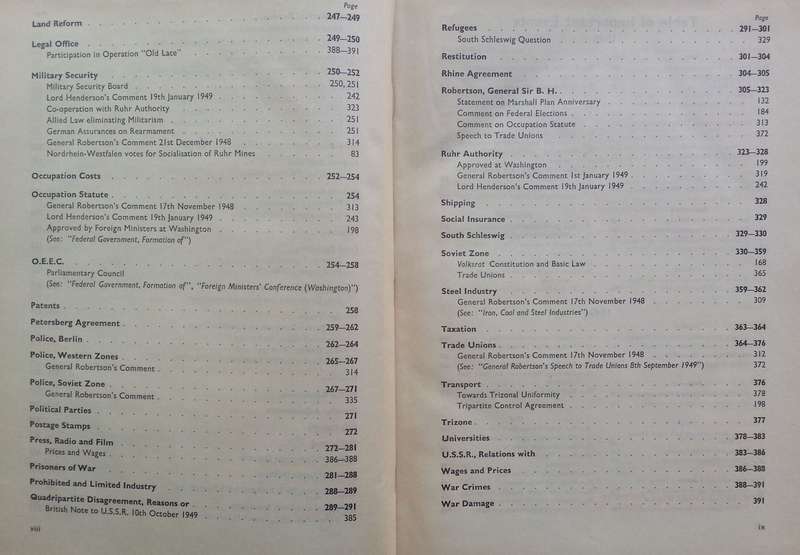 Page
Land Reform 247—249
Legal Office 249—250
Participation in Operation "Old Late" 388—391
Military Security 250—252
Military Security Board 250, 251
Lord Henderson's Comment 19th January 1949 242
Co-operation with Ruhr Authority 323
Allied Law eliminating Militarism 251
German Assurances on Rearmament 251
General Robertson's Comment 21st December 1948 314
Nordrhein-Westfalen votes for Socialisation of Ruhr Mines 83
Occupation Costs 252—254
Occupation Statute 254
General Robertson's Comment 17th November 1948 313
Lord Henderson's Comment 19th January 1949 243
Approved by Foreign Ministers at Washington 198
(See: "Federal Government, Formation of")
O.E.E.C. 254—258
Parliamentary Council
(See: "Federal Government, Formation of", "Foreign Ministers' Conference (Washington)")
Patents 258
Petersberg Agreement 259—262
Police, Berlin 262—264
Police, Western Zones 265—267
General Robertson's Comment 314
Police, Soviet Zone 267—271
General Robertson's Comment 335
Political Parties 271
Postage Stamps 272
Press, Radio and Film 272—281
Prices and Wages 386—388
Prisoners of War 281—288
Prohibited and Limited Industry 288—289
Quadripartite Disagreement, Reasons or 289—291
British Note to U.S.S.R. 10th October 1949 385
viii
Page
Refugees 291—301
South Schleswig Question 329
Restitution 301—304
Rhine Agreement 304—305
Robertson, General Sir B. H. 305—323
Statement on Marshall Plan Anniversary 132
Comment on Federal Elections 184
Comment on Occupation Statute 313
Speech to Trade Unions 372
Ruhr Authority 323—328
Approved at Washington 199
General Robertson's Comment 1st January 1949 319
Lord Henderson's Comment 19th January 1949 242
Shipping 328
Social Insurance 329
South Schleswig 329—330
Soviet Zone 330—359
Volksrat Constitution and Basic Law 168
Trade Unions 365
Steel Industry 359—362
General Robertson's Comment 17th November 1948 309
(See: "Iron, Coal and Steel Industries")
Taxation 363—364
Trade Unions 364—376
General Robertson's Comment 17th November 1948 312
(See: "General Robertson's Speech to Trade Unions 8th September 1949") 372
Transport 376
Towards Trizonal Uniformity 378
Tripartite Control Agreement 198
Trizone 377
Universities 378—383
U.S.S.R., Relations with 383—386
Wages and Prices 386—388
War Crimes 388—391
War Damage 391
ix